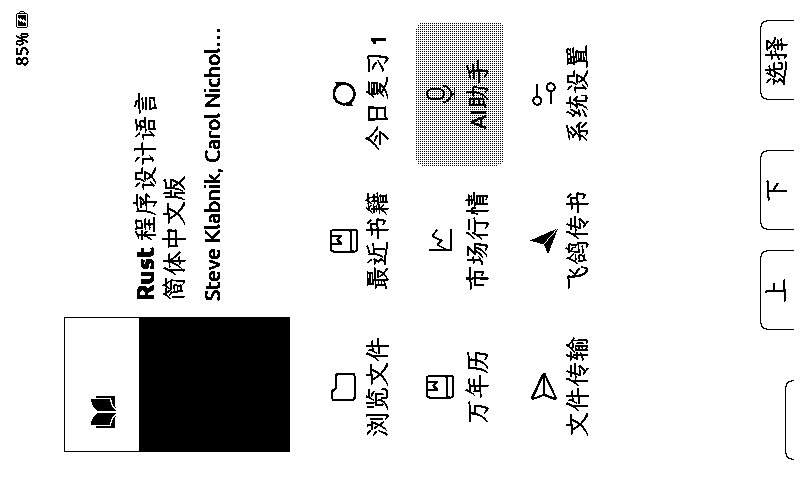 85%
Rust 程序设计语言
简体中文版
Steve Klabnik, Carol Nichol...
浏览文件
最近书籍
今日复习 1
万年历
市场行情
AI助手
文件传输
飞鸽传书
系统设置
上
下
选择